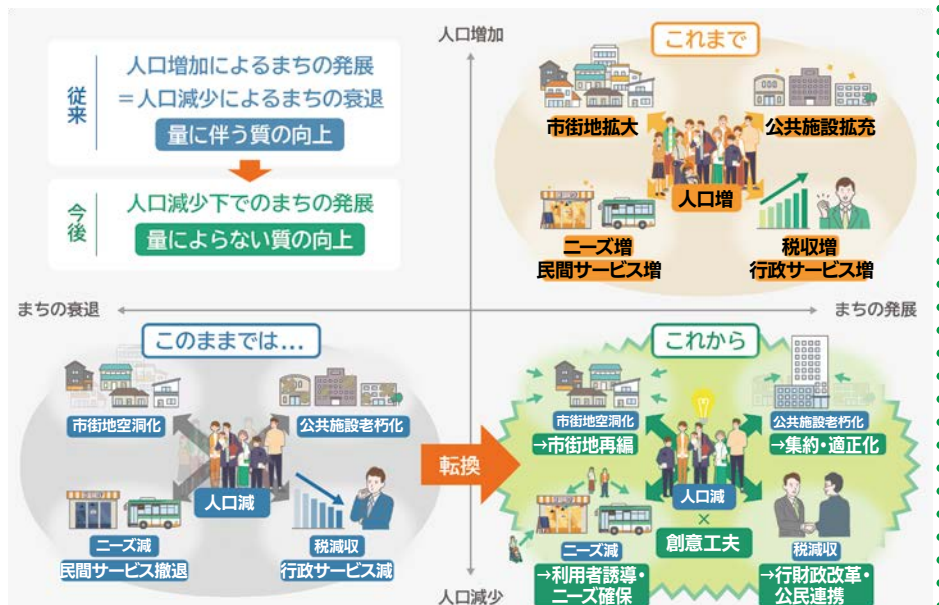 従来
人口増加によるまちの発展
＝人口減少によるまちの衰退
量に伴う質の向上
今後
人口減少下でのまちの発展
量によらない質の向上
人口増加
これまで
市街地拡大
公共施設拡充
人口増
ニーズ増
民間サービス増
税収増
行政サービス増
まちの衰退
まちの発展
このままでは…
市街地空洞化
公共施設老朽化
人口減
ニーズ減
民間サービス撤退
税減収
行政サービス減
転換
これから
市街地空洞化
→市街地再編
公共施設老朽化
→集約・適正化
人口減
×
創意工夫
ニーズ減
→利用者誘導・
ニーズ確保
税減収
→行財政改革・
公民連携
人口減少